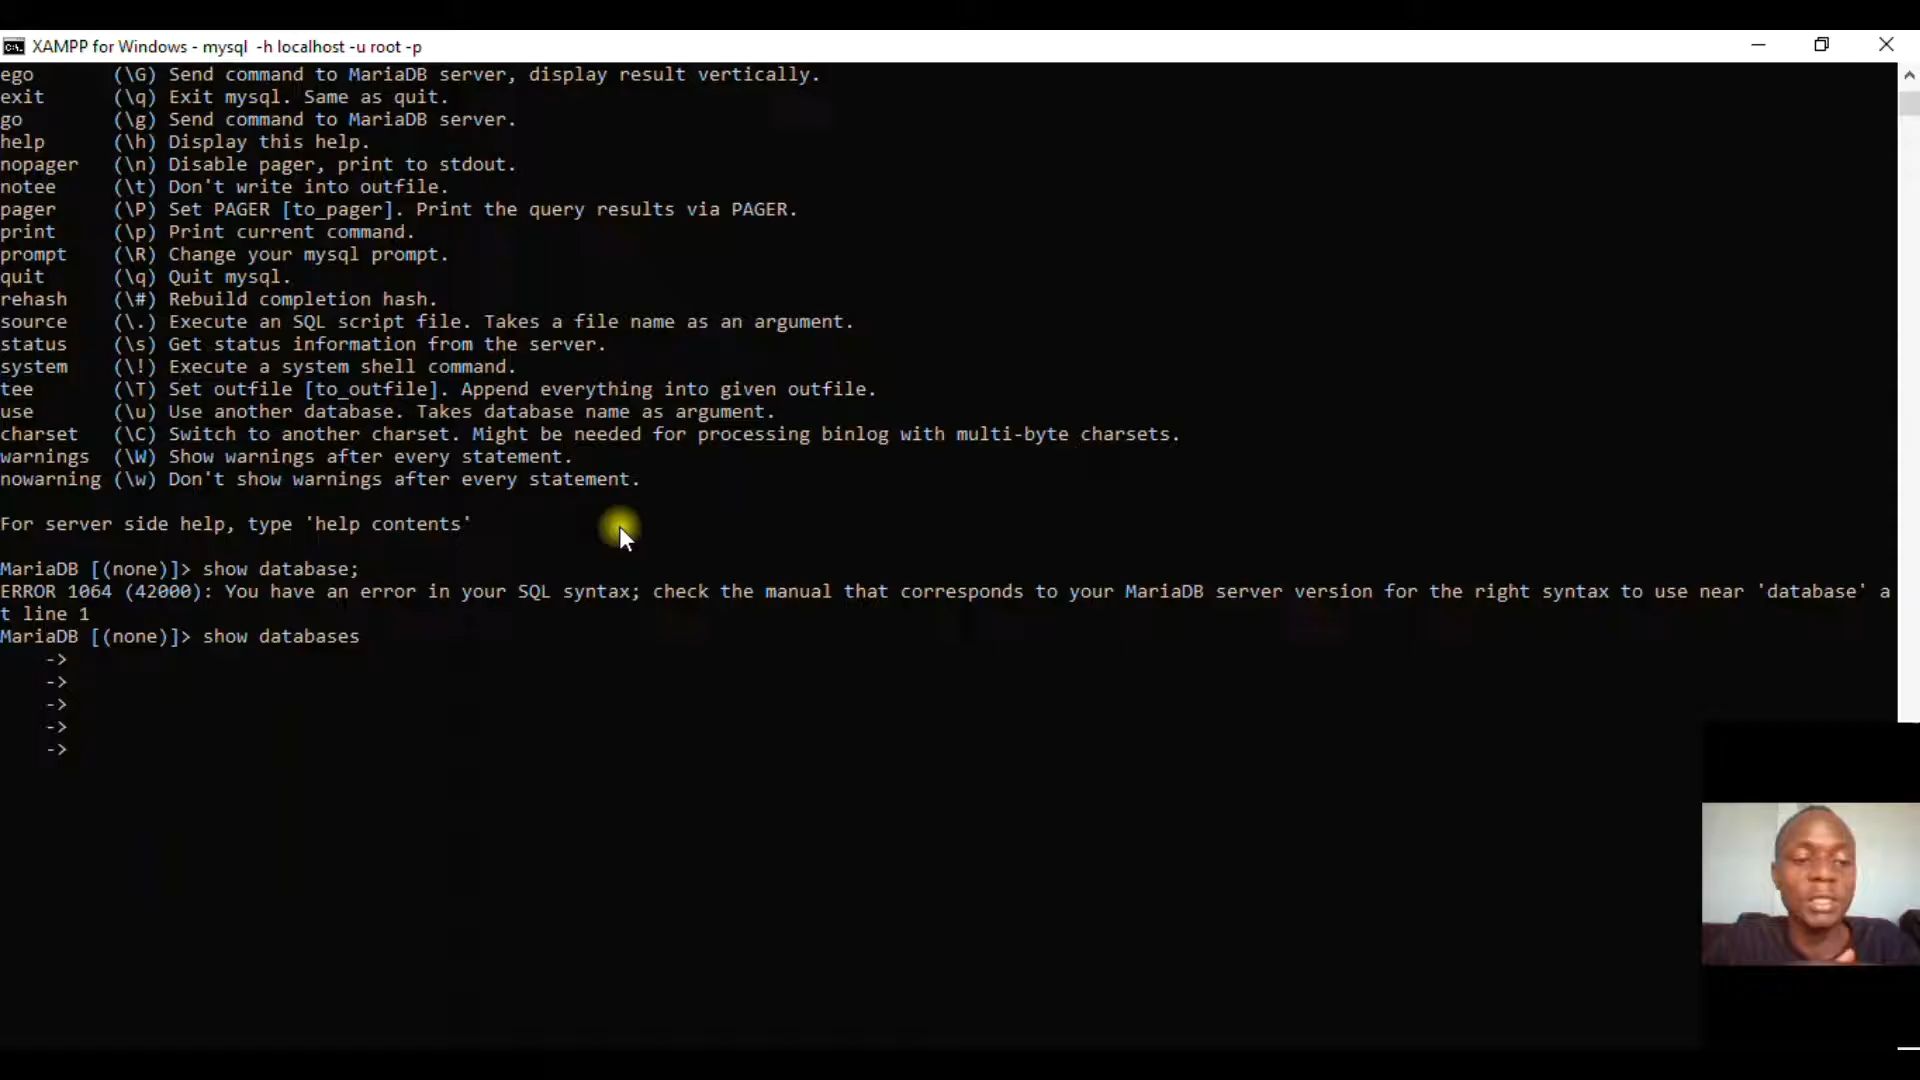 XAMPP for Windows - mysql -h localhost -u root -p
ego (\G) Send command to MariaDB server, display result vertically.
exit (\q) Exit mysql. Same as quit.
go (\g) Send command to MariaDB server.
help (\h) Display this help.
nopager (\n) Disable pager, print to stdout.
notee (\t) Don't write into outfile.
pager (\P) Set PAGER [to_pager]. Print the query results via PAGER.
print (\p) Print current command.
prompt (\R) Change your mysql prompt.
quit (\q) Quit mysql.
rehash (\#) Rebuild completion hash.
source (\.) Execute an SQL script file. Takes a file name as an argument.
status (\s) Get status information from the server.
system (\!) Execute a system shell command.
tee (\T) Set outfile [to_outfile]. Append everything into given outfile.
use (\u) Use another database. Takes database name as argument.
charset (\C) Switch to another charset. Might be needed for processing binlog with multi-byte charsets.
warnings (\W) Show warnings after every statement.
nowarning (\w) Don't show warnings after every statement.
For server side help, type 'help contents'
MariaDB [(none)]> show database;
ERROR 1064 (42000): You have an error in your SQL syntax; check the manual that corresponds to your MariaDB server version for the right syntax to use near 'database' a
t line 1
MariaDB [(none)]> show databases
->
->
->
->
->